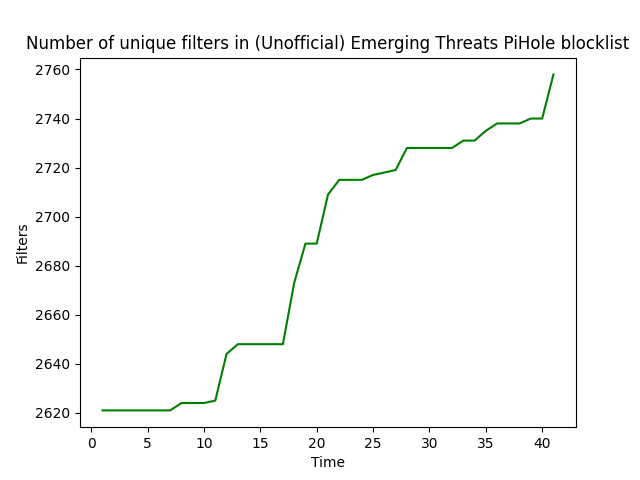 Number of unique filters in (Unofficial) Emerging Threats PiHole blocklist
2760
2740
2720
2700
2680
2660
2640
2620
Filters
0 5 10 15 20 25 30 35 40
Time